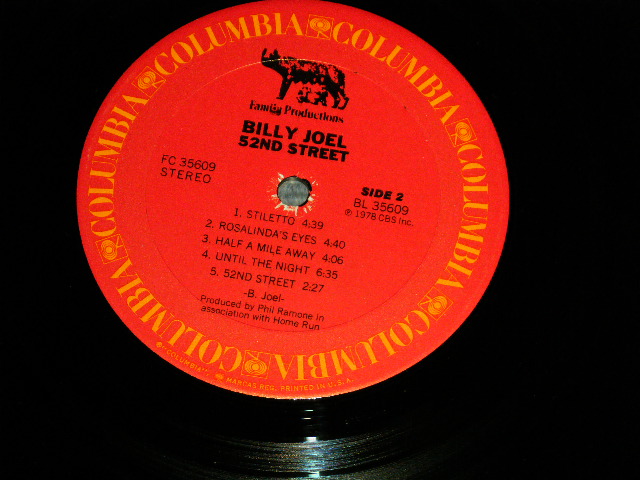 COLUMBIA COLUMBIA COLUMBIA COLUMBIA COLUMBIA COLUMBIA
Family Productions
BILLY JOEL
52ND STREET
FC 35609
STEREO
SIDE 2
BL 35609
℗ 1978 CBS Inc.
1. STILETTO 4:39
2. ROSALINDA'S EYES 4:40
3. HALF A MILE AWAY 4:06
4. UNTIL THE NIGHT 6:35
5. 52ND STREET 2:27
-B. Joel-
Produced by Phil Ramone in
association with Home Run
MARCAS REG. PRINTED IN U.S.A.